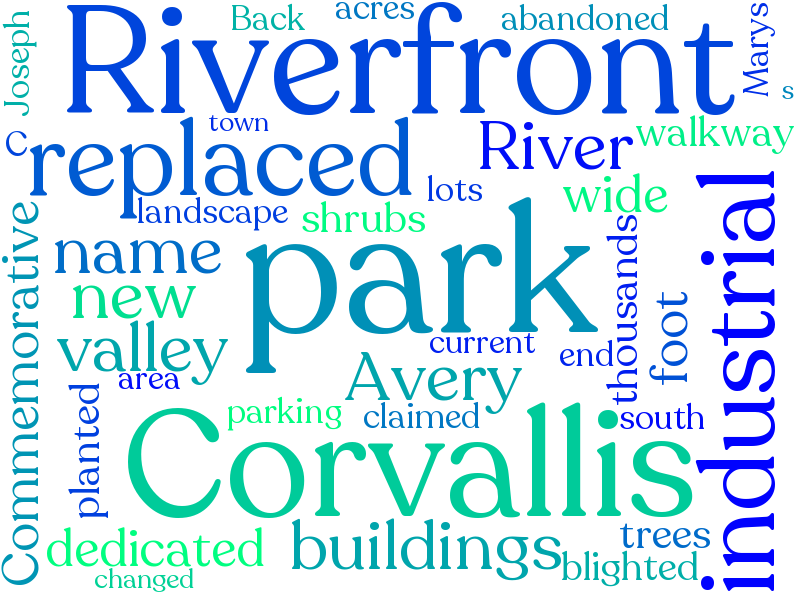 Joseph
Back
acres
abandoned
Marys
Riverfront
s
C
town
replaced
River
walkway
lots
wide
landscape
shrubs
industrial
Commemorative
name
park
thousands
new
foot
valley
current
end
area
Avery
planted
parking
claimed
south
Corvallis
dedicated
buildings
trees
blighted
changed